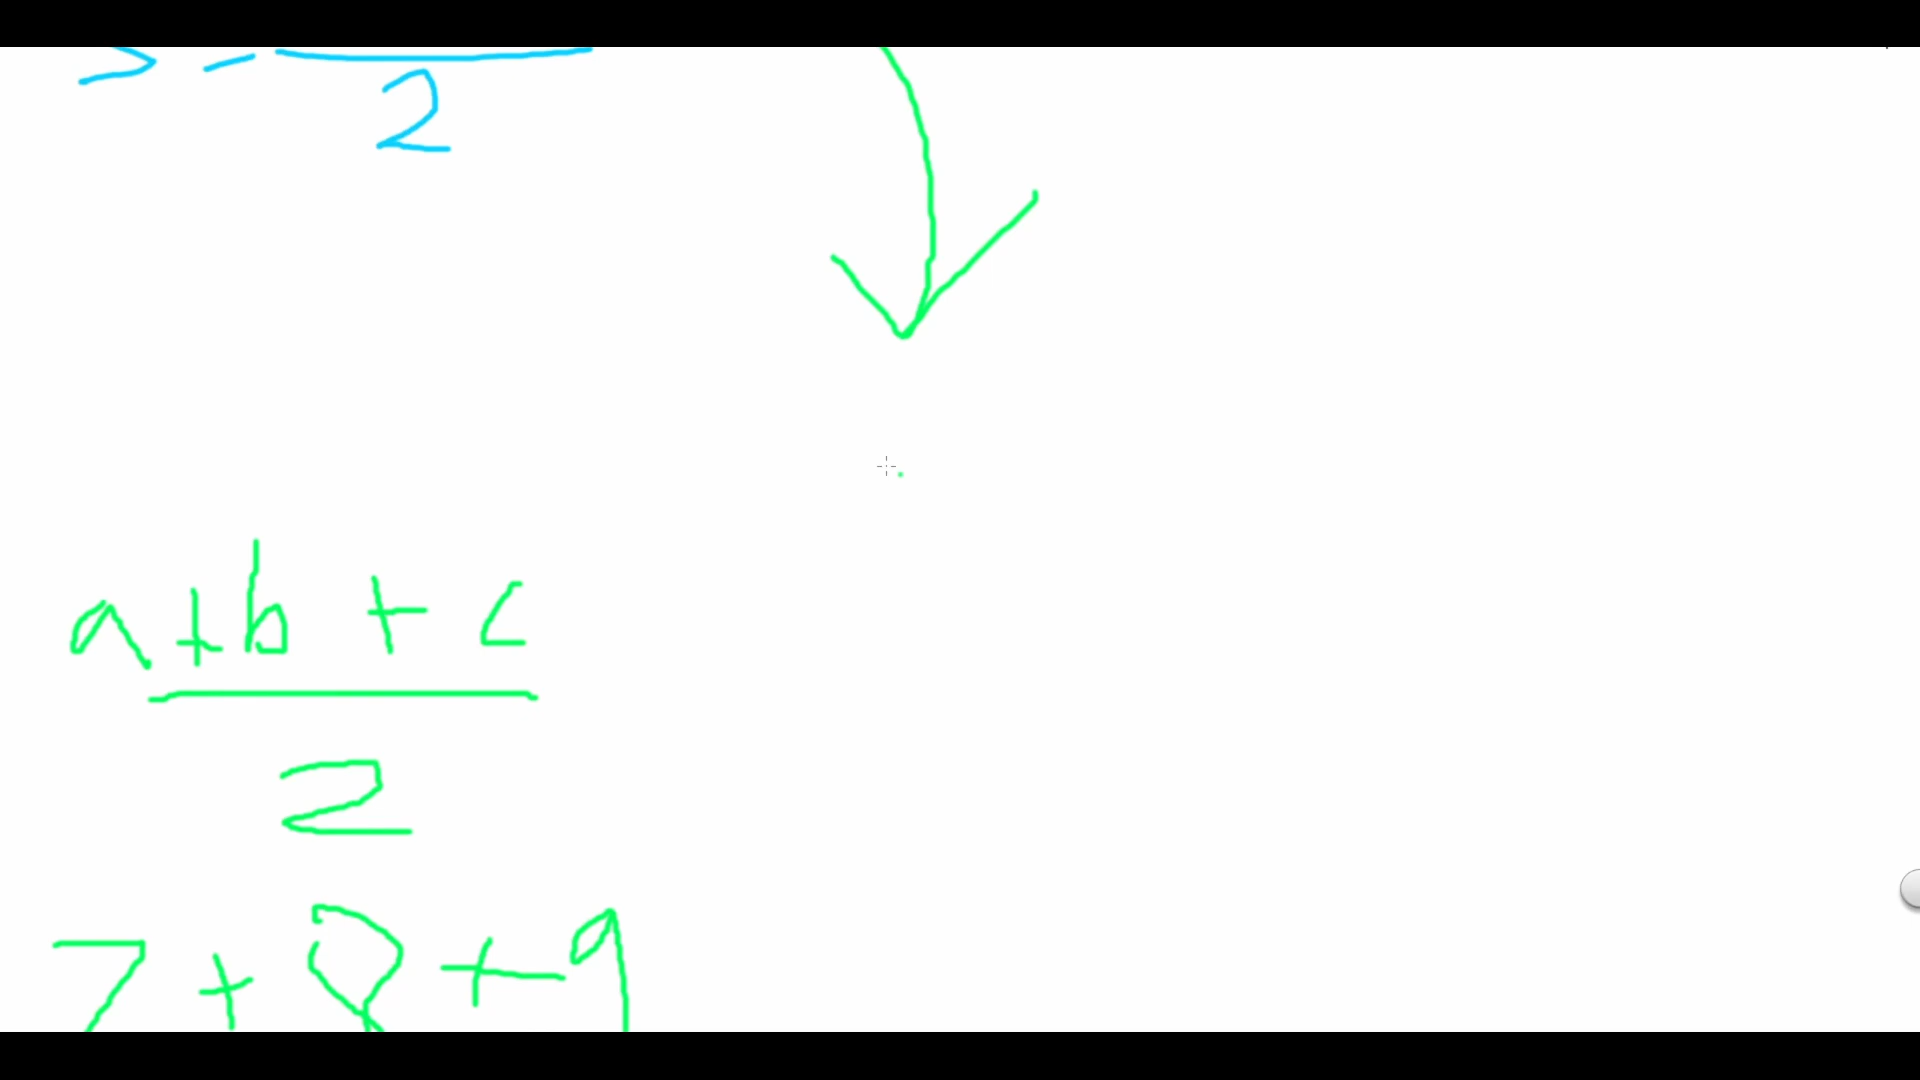 s =
2
a+b + c
2
7 + 8 + 9